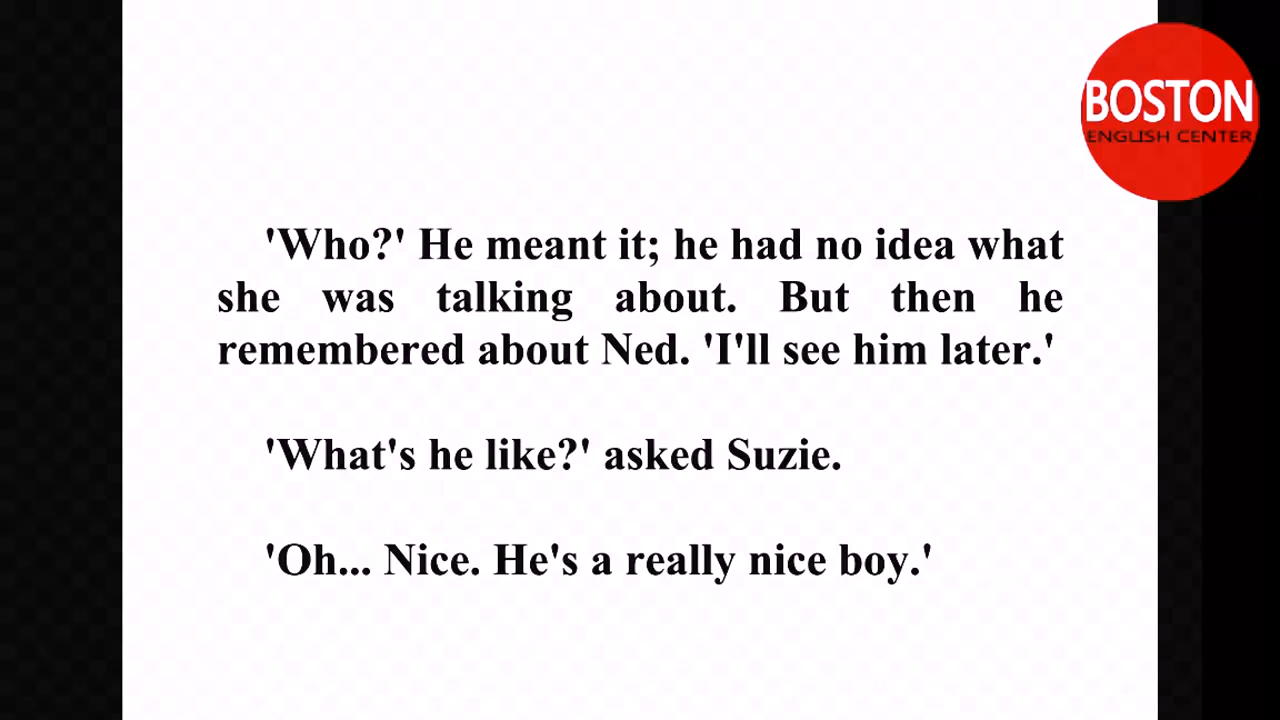 BOSTON
ENGLISH CENTER
'Who?' He meant it; he had no idea what
she was talking about. But then he
remembered about Ned. 'I'll see him later.'
'What's he like?' asked Suzie.
'Oh... Nice. He's a really nice boy.'